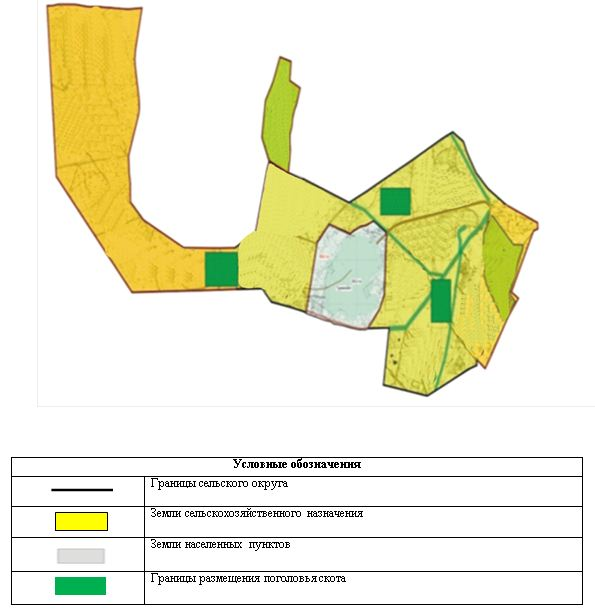 Условные обозначения
Границы сельского округа
Земли сельскохозяйственного назначения
Земли населенных пунктов
Границы размещения поголовья скота